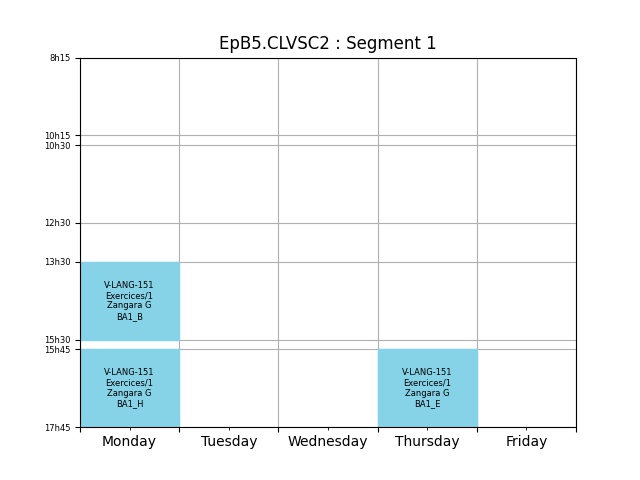 EpB5.CLVSC2 : Segment 1
8h15
10h15
10h30
12h30
13h30
V-LANG-151
Exercices/1
Zangara G
BA1_B
15h30
15h45
V-LANG-151
Exercices/1
Zangara G
BA1_H
V-LANG-151
Exercices/1
Zangara G
BA1_E
17h45
Monday
Tuesday
Wednesday
Thursday
Friday